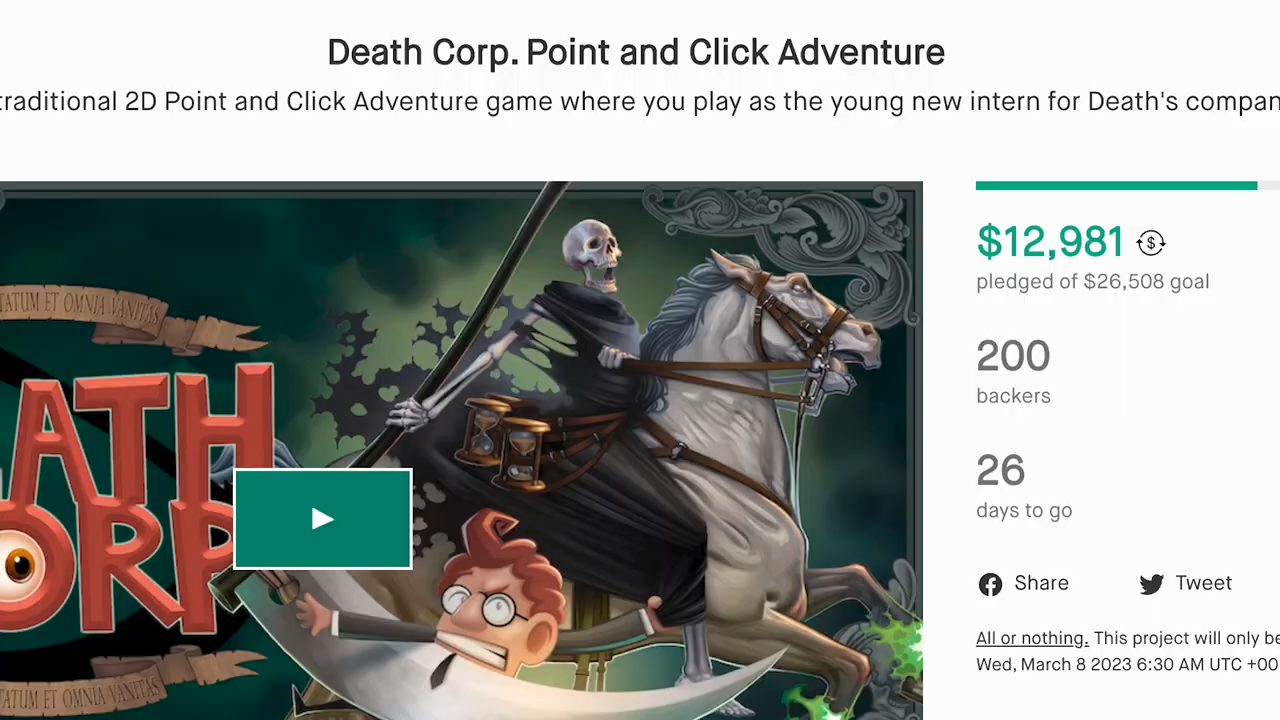 Death Corp. Point and Click Adventure
traditional 2D Point and Click Adventure game where you play as the young new intern for Death's compan
TATUM ET OMNIA VANITAS
ATH
ORP
TATUM ET OMNIA VANITAS
$12,981
pledged of $26,508 goal
200
backers
26
days to go
Share
Tweet
All or nothing. This project will only be
Wed, March 8 2023 6:30 AM UTC +00